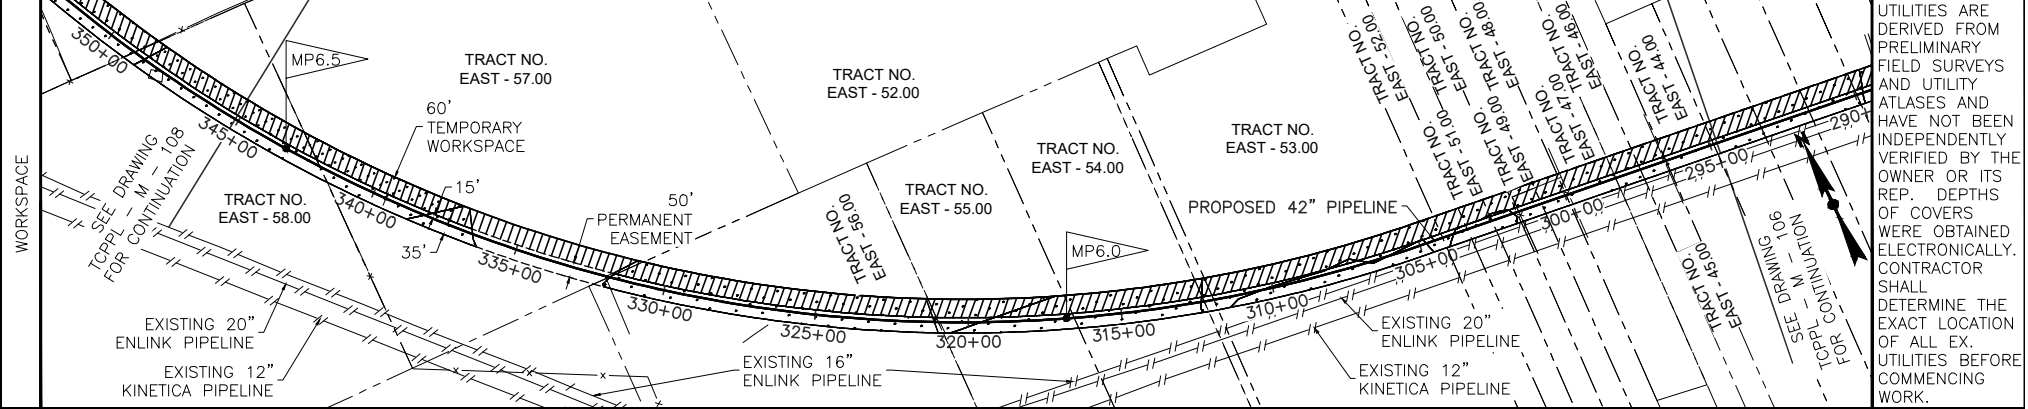 WORKSPACE
350+00
MP6.5
TRACT NO.
EAST - 57.00
345+00
60'
TEMPORARY
WORKSPACE
SEE DRAWING
TCPPL - M - 108
FOR CONTINUATION
TRACT NO.
EAST - 58.00
340+00
15'
35'
335+00
50'
PERMANENT
EASEMENT
330+00
EXISTING 20"
ENLINK PIPELINE
EXISTING 12"
KINETICA PIPELINE
TRACT NO.
EAST - 52.00
TRACT NO.
EAST - 56.00
TRACT NO.
EAST - 55.00
TRACT NO.
EAST - 54.00
TRACT NO.
EAST - 53.00
MP6.0
325+00
320+00
315+00
310+00
EXISTING 16"
ENLINK PIPELINE
PROPOSED 42" PIPELINE
305+00
300+00
295+00
290+
EXISTING 20"
ENLINK PIPELINE
EXISTING 12"
KINETICA PIPELINE
TRACT NO.
EAST - 52.00
TRACT NO.
EAST - 51.00
TRACT NO.
EAST - 50.00
TRACT NO.
EAST - 49.00
TRACT NO.
EAST - 48.00
TRACT NO.
EAST - 47.00
TRACT NO.
EAST - 46.00
TRACT NO.
EAST - 44.00
TRACT NO.
EAST - 45.00
SEE DRAWING
TCPPL - M - 106
FOR CONTINUATION
UTILITIES ARE
DERIVED FROM
PRELIMINARY
FIELD SURVEYS
AND UTILITY
ATLASES AND
HAVE NOT BEEN
INDEPENDENTLY
VERIFIED BY THE
OWNER OR ITS
REP. DEPTHS
OF COVERS
WERE OBTAINED
ELECTRONICALLY.
CONTRACTOR
SHALL
DETERMINE THE
EXACT LOCATION
OF ALL EX.
UTILITIES BEFORE
COMMENCING
WORK.